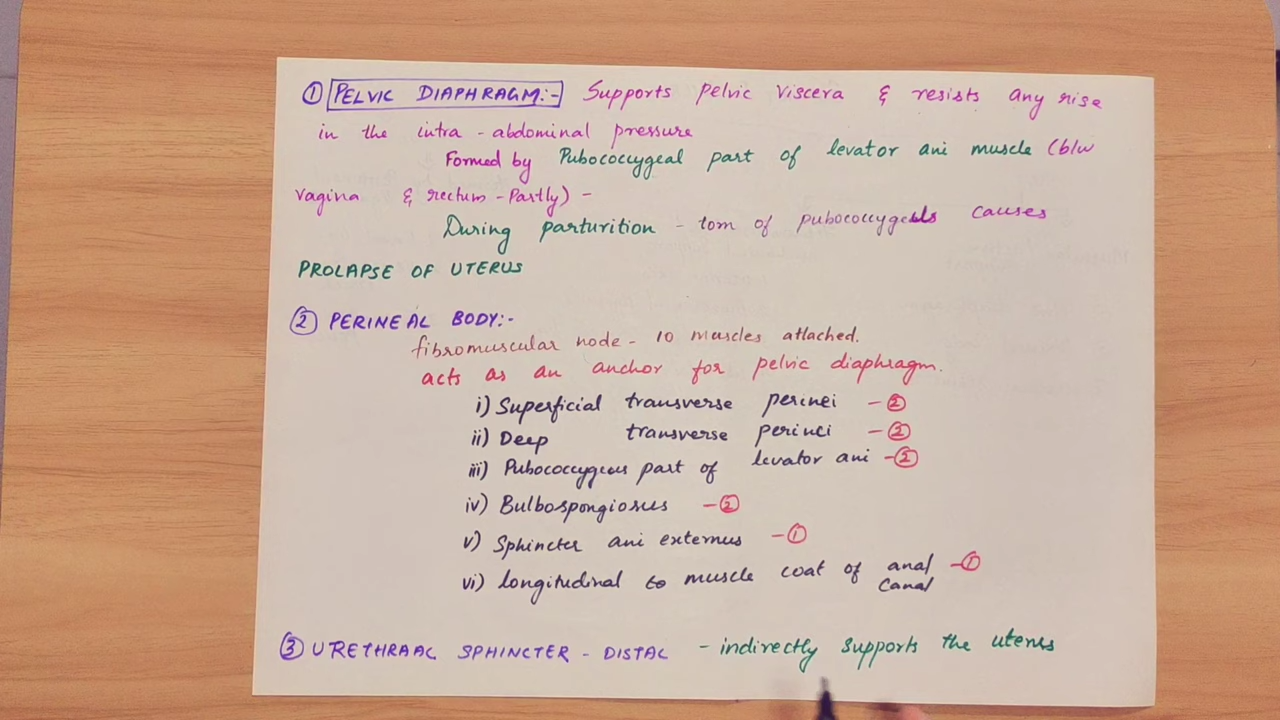 ① PELVIC DIAPHRAGM:- Supports pelvic viscera & resists any rise
in the intra-abdominal pressure
Formed by Pubococcygeal part of levator ani muscle (b/w
vagina & rectum-Partly) -
During parturition - torn of pubococcygeus causes
PROLAPSE OF UTERUS
② PERINEAL BODY:-
fibromuscular node - 10 muscles attached.
acts as an anchor for pelvic diaphragm.
i) Superficial transverse perinei - ②
ii) Deep transverse perinei - ②
iii) Pubococcygeus part of levator ani - ②
iv) Bulbospongiosus - ②
v) Sphincter ani externus - ①
vi) longitudinal to muscle coat of anal - ①
canal
③ URETHRAAL SPHINCTER - DISTAL - indirectly supports the uterus